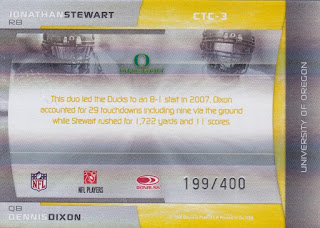 JONATHAN STEWART
RB
CTC-3
UNIVERSITY OF OREGON
This duo led the Ducks to an 8-1 start in 2007. Dixon
accounted for 29 touchdowns including nine via the ground
while Stewart rushed for 1,722 yards and 11 scores.
NFL
NFL PLAYERS
DONRUSS
199/400
QB
DENNIS DIXON